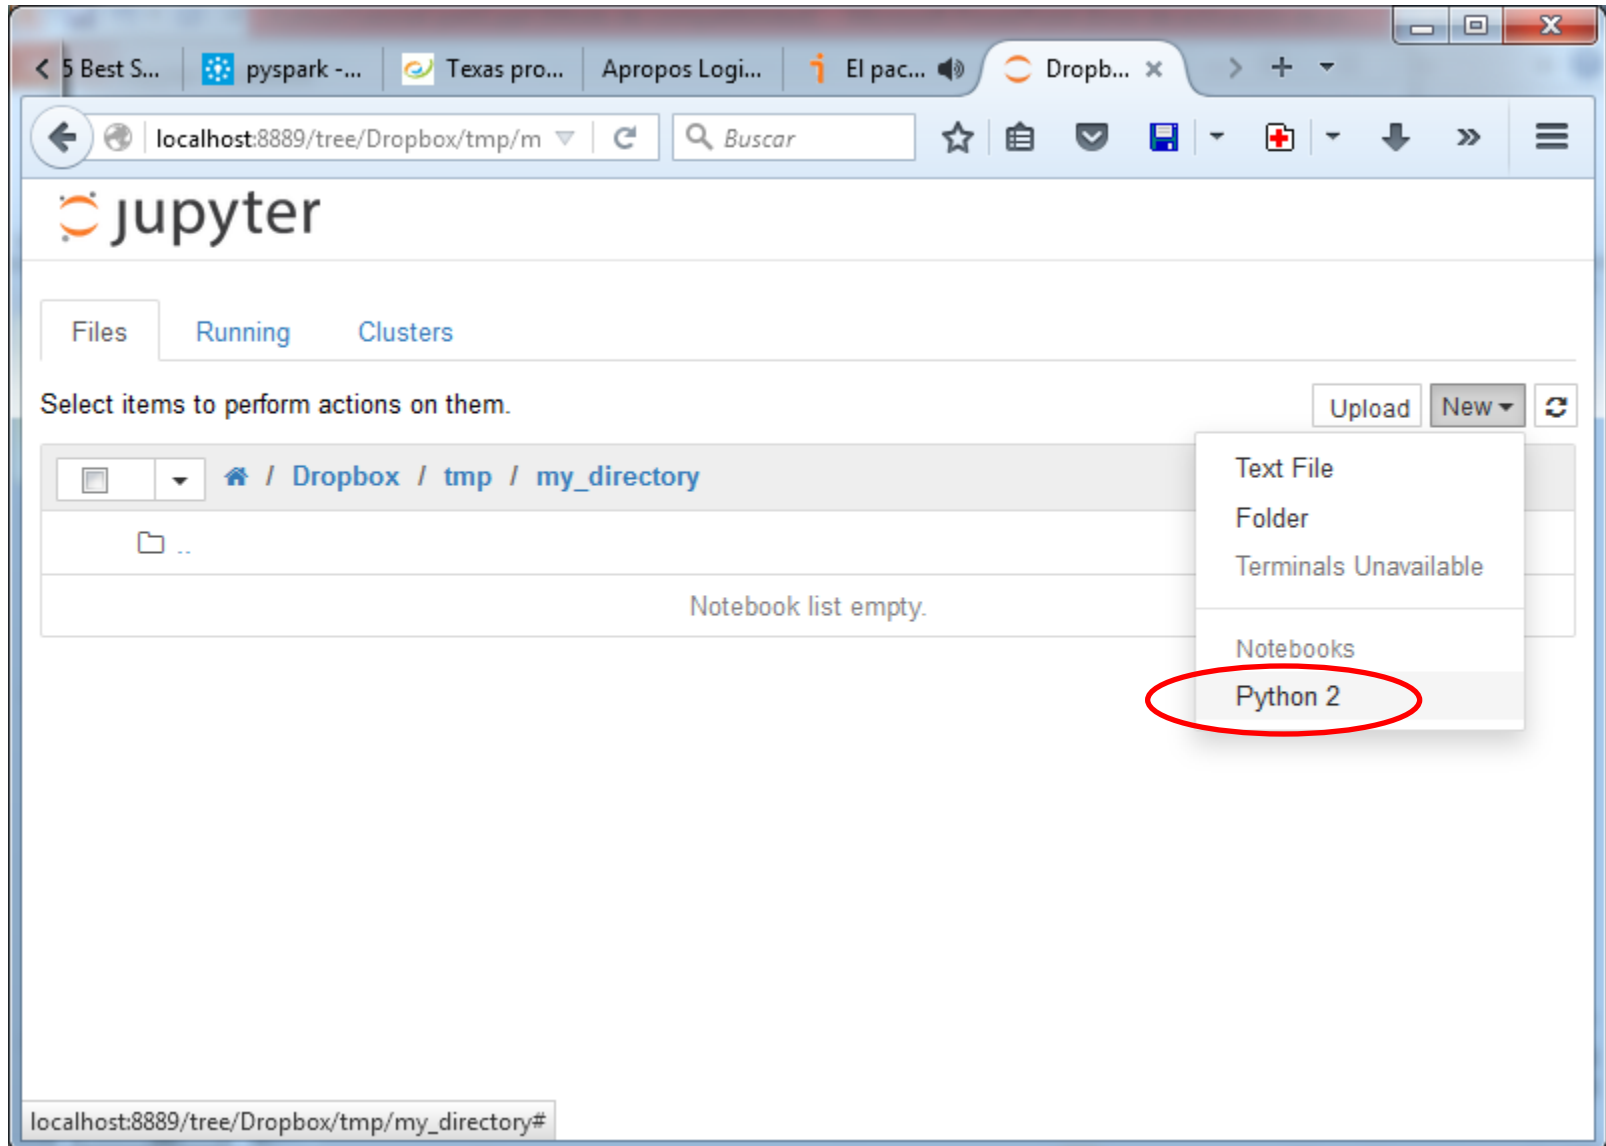 5 Best S...
pyspark -...
Texas pro...
Apropos Logi...
El pac...
Dropb...
localhost:8889/tree/Dropbox/tmp/m
Buscar
jupyter
Files
Running
Clusters
Select items to perform actions on them.
Upload
New
/ Dropbox / tmp / my_directory
..
Notebook list empty.
Text File
Folder
Terminals Unavailable
Notebooks
Python 2
localhost:8889/tree/Dropbox/tmp/my_directory#